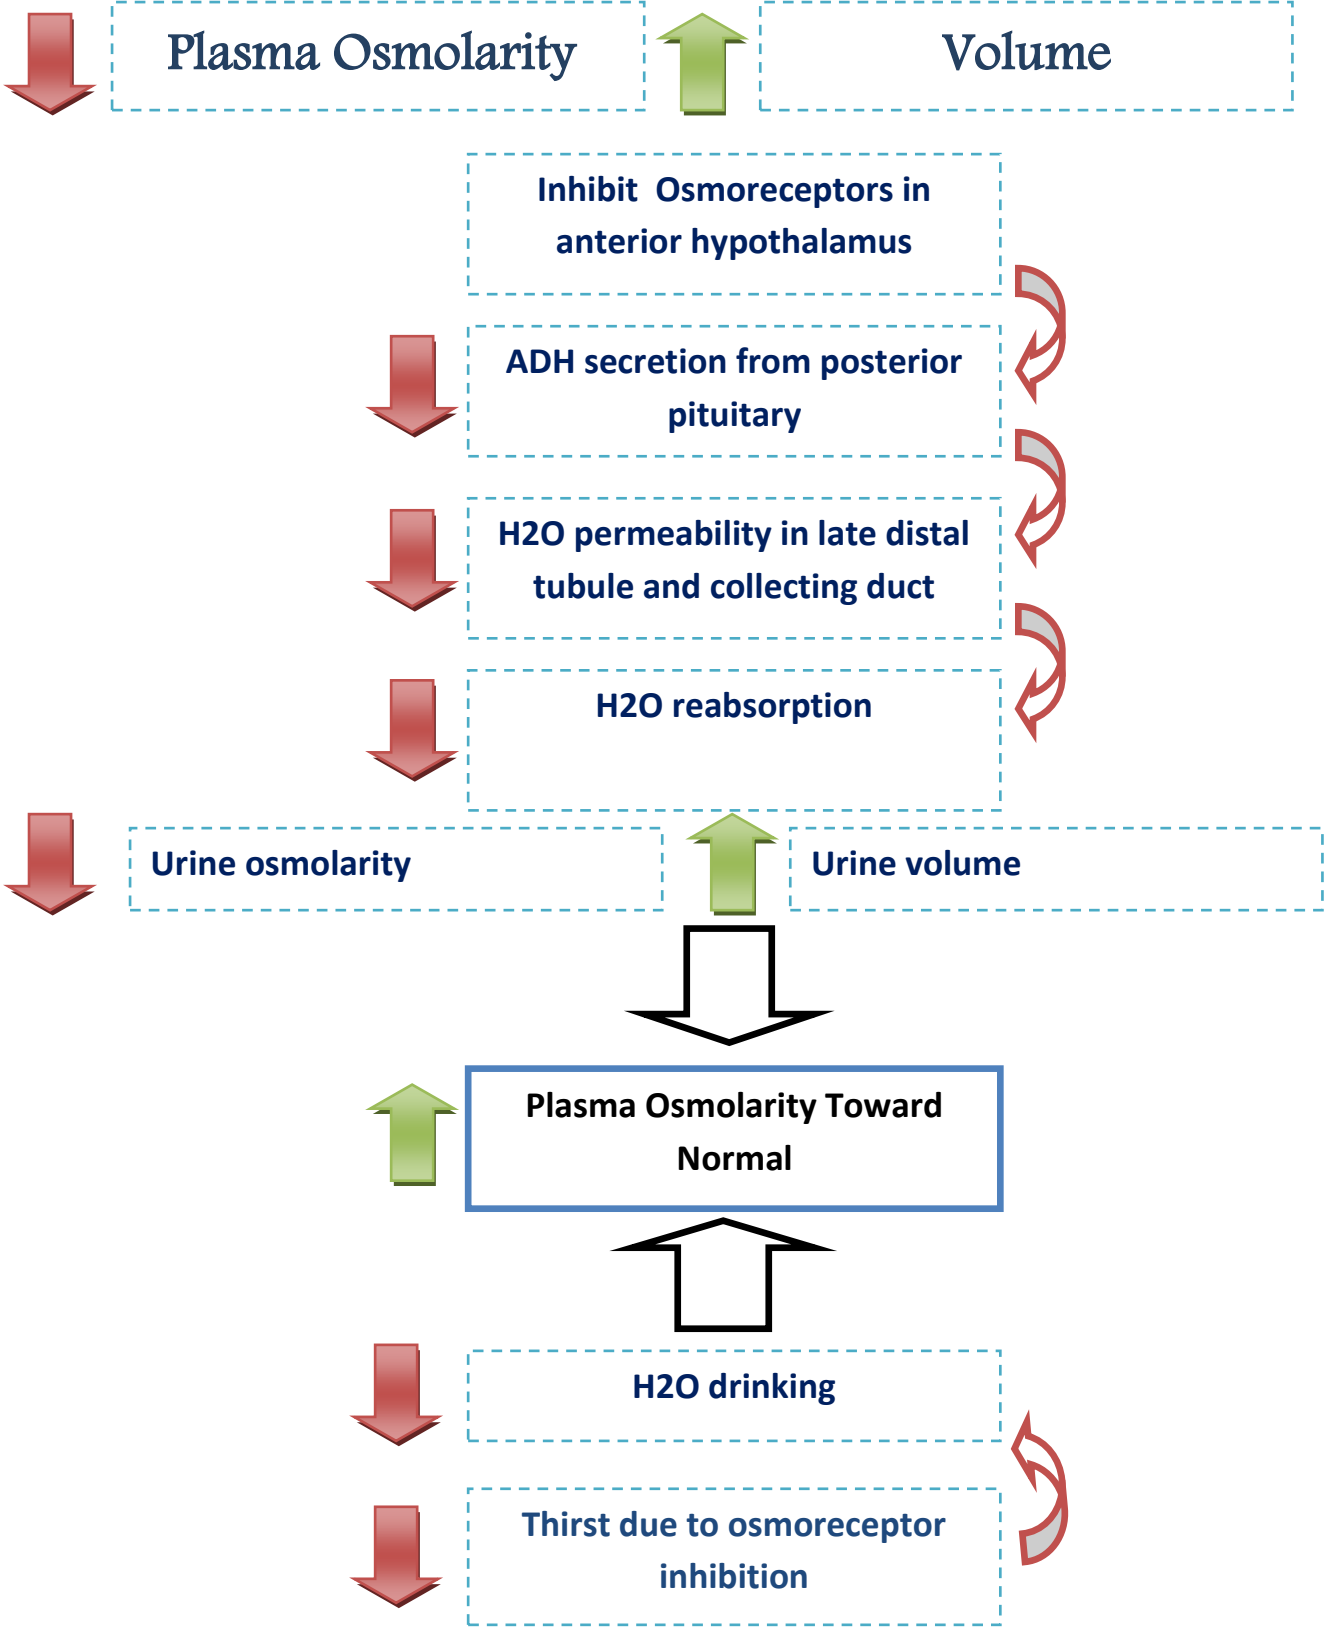 Plasma Osmolarity
Volume
Inhibit  Osmoreceptors in
anterior hypothalamus
ADH secretion from posterior
pituitary
H2O permeability in late distal
tubule and collecting duct
H2O reabsorption
Urine osmolarity
Urine volume
Plasma Osmolarity Toward
Normal
H2O drinking
Thirst due to osmoreceptor
inhibition